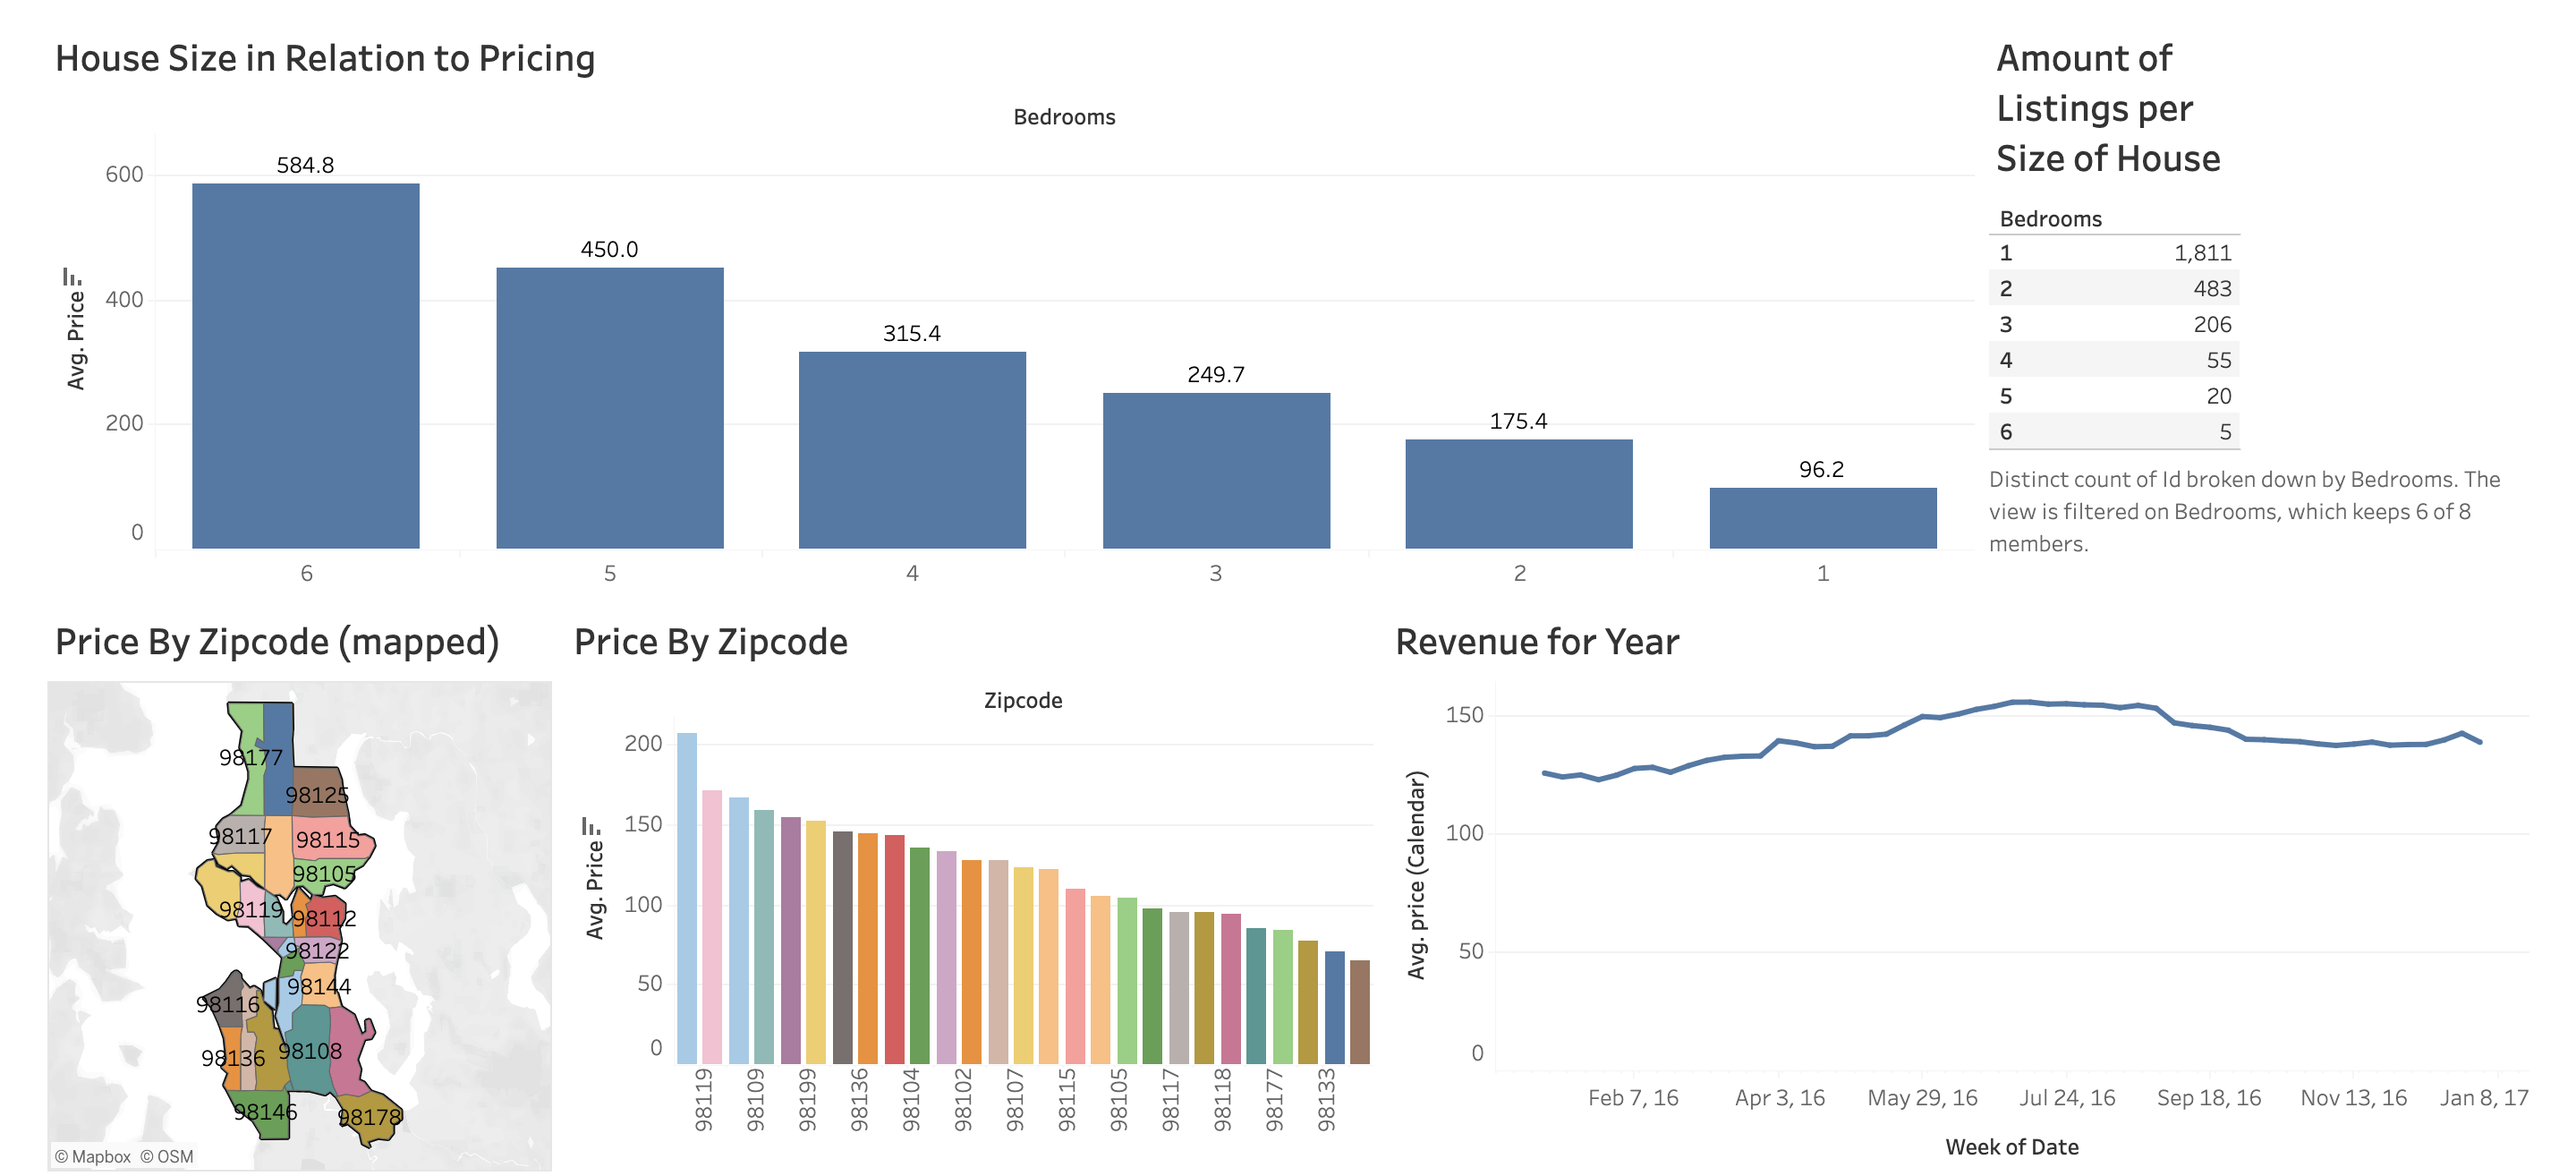 House Size in Relation to Pricing
Bedrooms
Avg. Price
600
400
200
0
584.8
450.0
315.4
249.7
175.4
96.2
6
5
4
3
2
1
Amount of
Listings per
Size of House
Bedrooms
1 1,811
2 483
3 206
4 55
5 20
6 5
Distinct count of Id broken down by Bedrooms. The
view is filtered on Bedrooms, which keeps 6 of 8
members.
Price By Zipcode (mapped)
98177
98125
98117
98115
98105
98119
98112
98122
98144
98116
98136
98108
98146
98178
© Mapbox © OSM
Price By Zipcode
Zipcode
Avg. Price
200
150
100
50
0
98119
98109
98199
98136
98104
98102
98107
98115
98105
98117
98118
98177
98133
Revenue for Year
Avg. price (Calendar)
150
100
50
0
Feb 7, 16
Apr 3, 16
May 29, 16
Jul 24, 16
Sep 18, 16
Nov 13, 16
Jan 8, 17
Week of Date